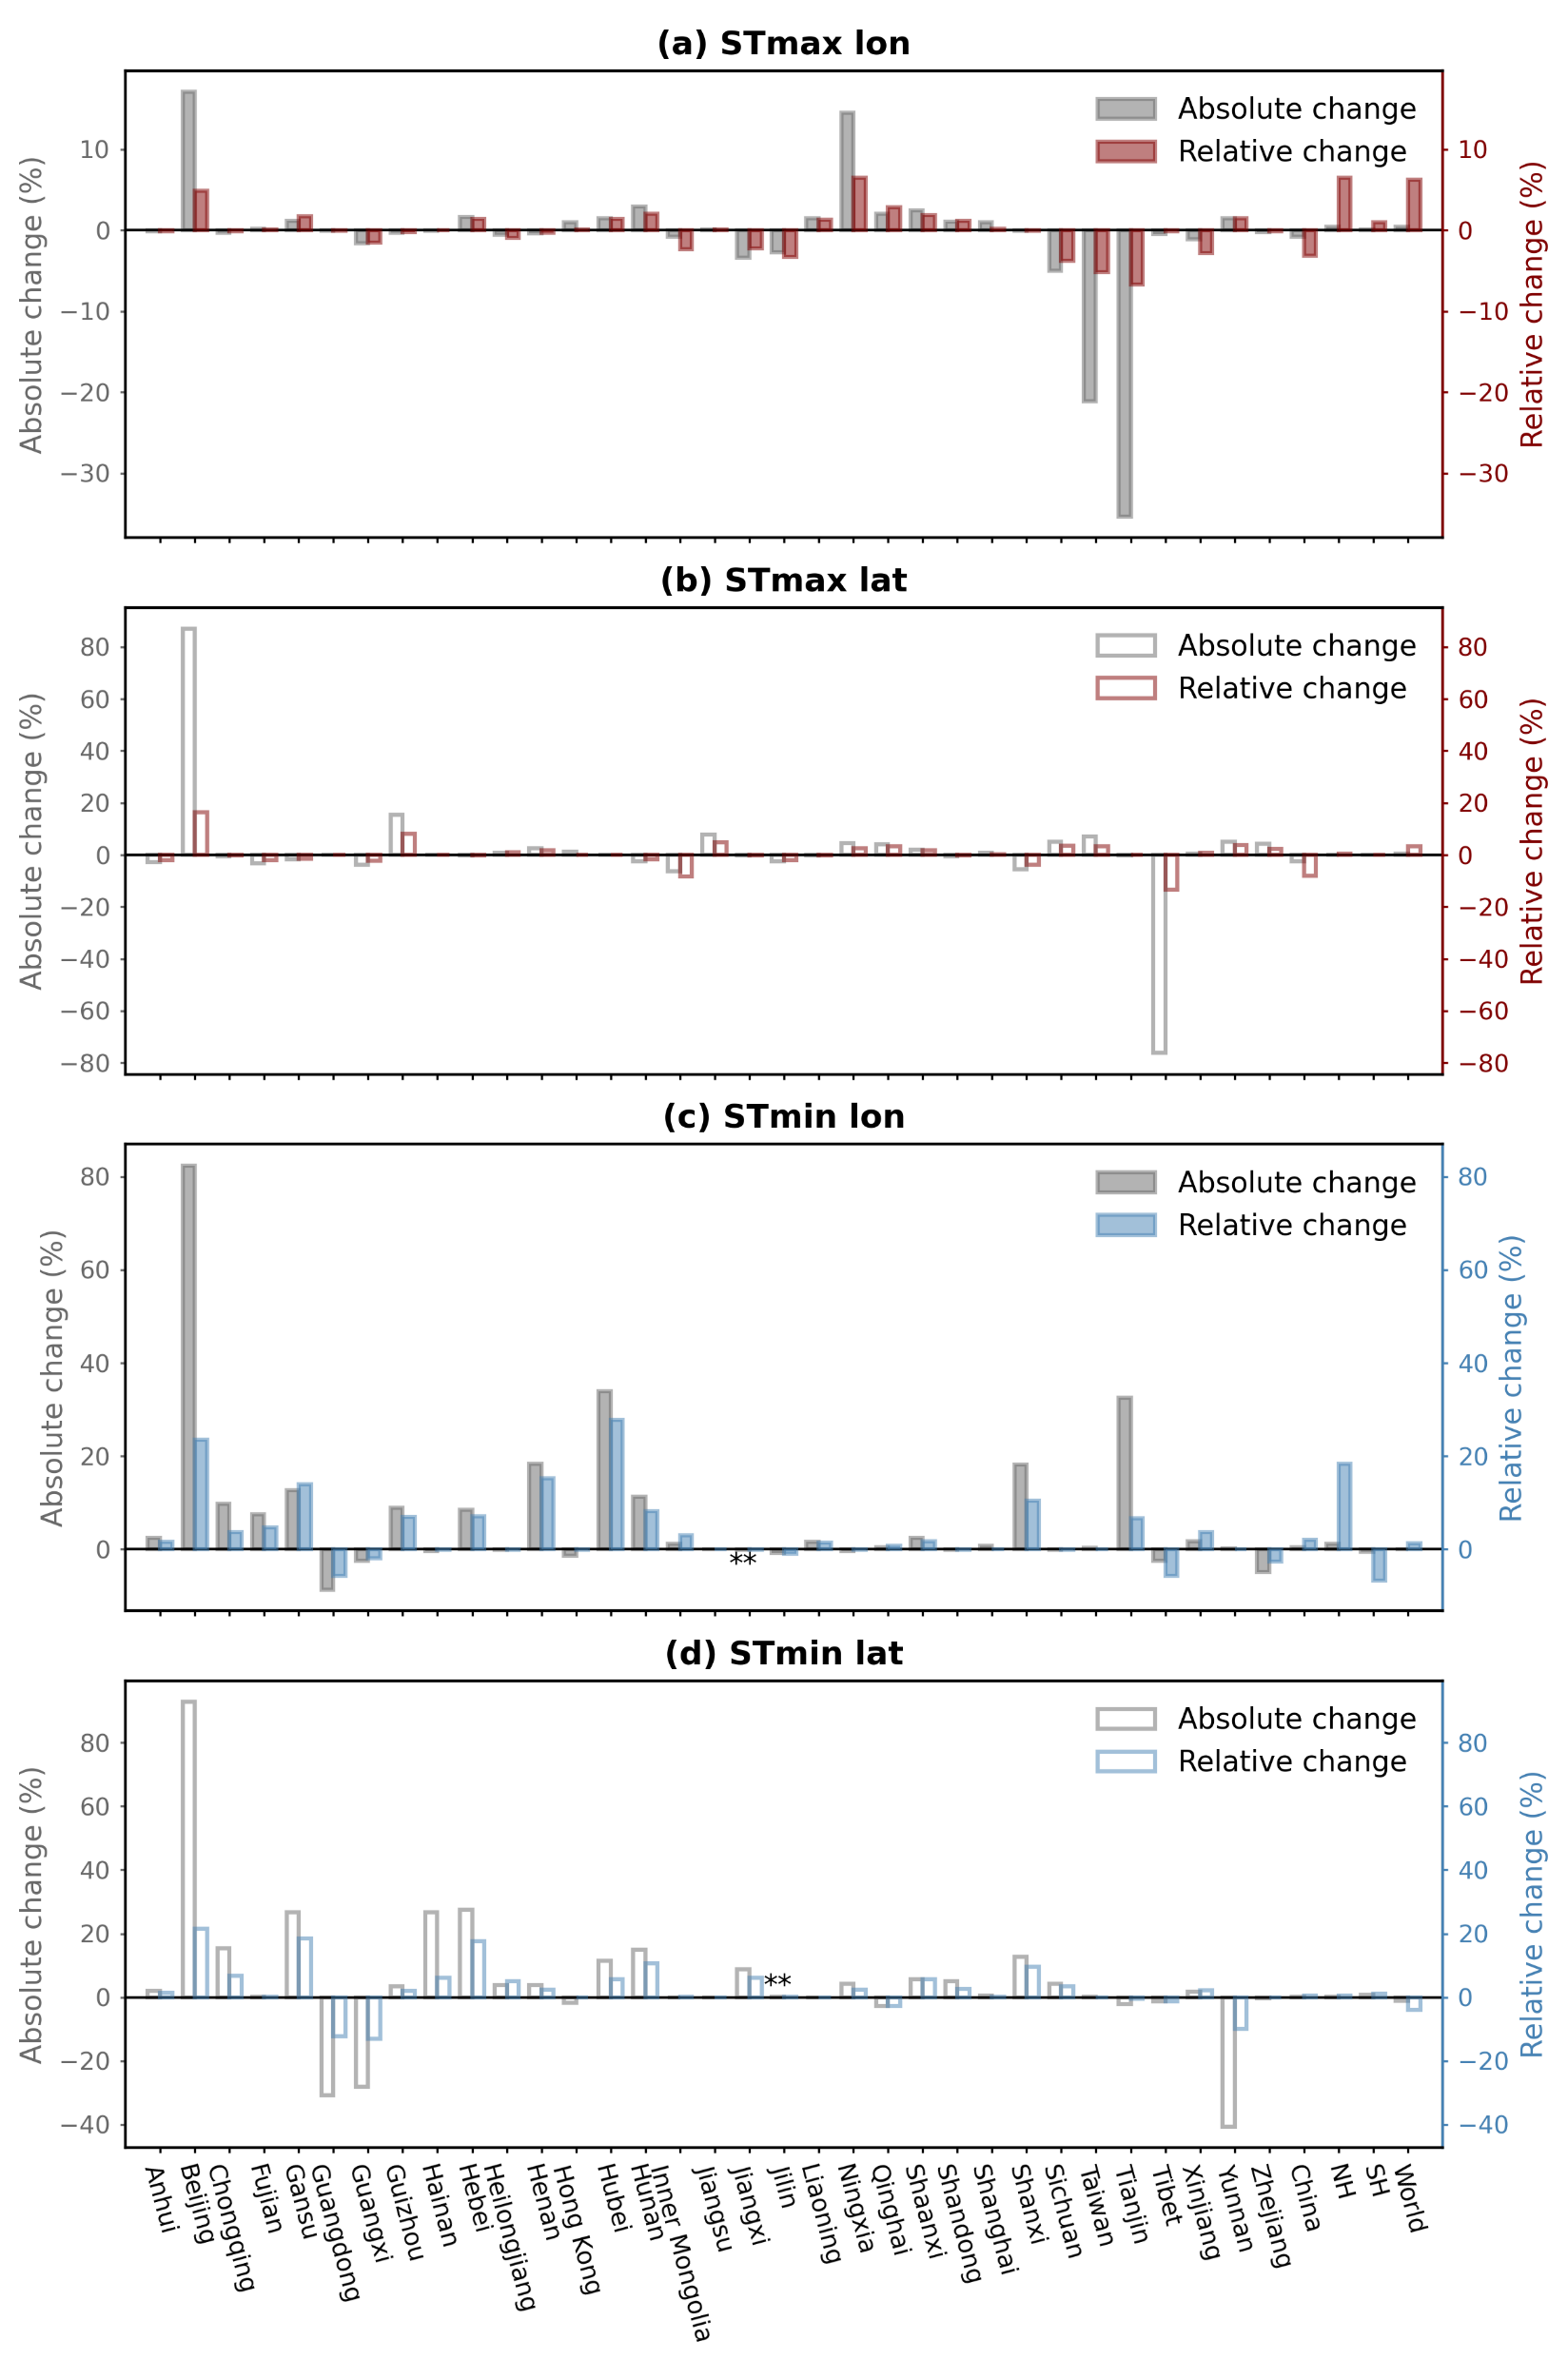 (a) STmax lon
Absolute change (%)
10
0
−10
−20
−30
Absolute change
Relative change
10
0
−10
−20
−30
Relative change (%)
(b) STmax lat
Absolute change (%)
80
60
40
20
0
−20
−40
−60
−80
Absolute change
Relative change
80
60
40
20
0
−20
−40
−60
−80
Relative change (%)
(c) STmin lon
Absolute change (%)
80
60
40
20
0
**
Absolute change
Relative change
80
60
40
20
0
Relative change (%)
(d) STmin lat
Absolute change (%)
80
60
40
20
0
−20
−40
**
Absolute change
Relative change
80
60
40
20
0
−20
−40
Relative change (%)
Anhui
Beijing
Chongqing
Fujian
Gansu
Guangdong
Guangxi
Guizhou
Hainan
Hebei
Heilongjiang
Henan
Hong Kong
Hubei
Hunan
Inner Mongolia
Jiangsu
Jiangxi
Jilin
Liaoning
Ningxia
Qinghai
Shaanxi
Shandong
Shanghai
Shanxi
Sichuan
Taiwan
Tianjin
Tibet
Xinjiang
Yunnan
Zhejiang
China
NH
SH
World